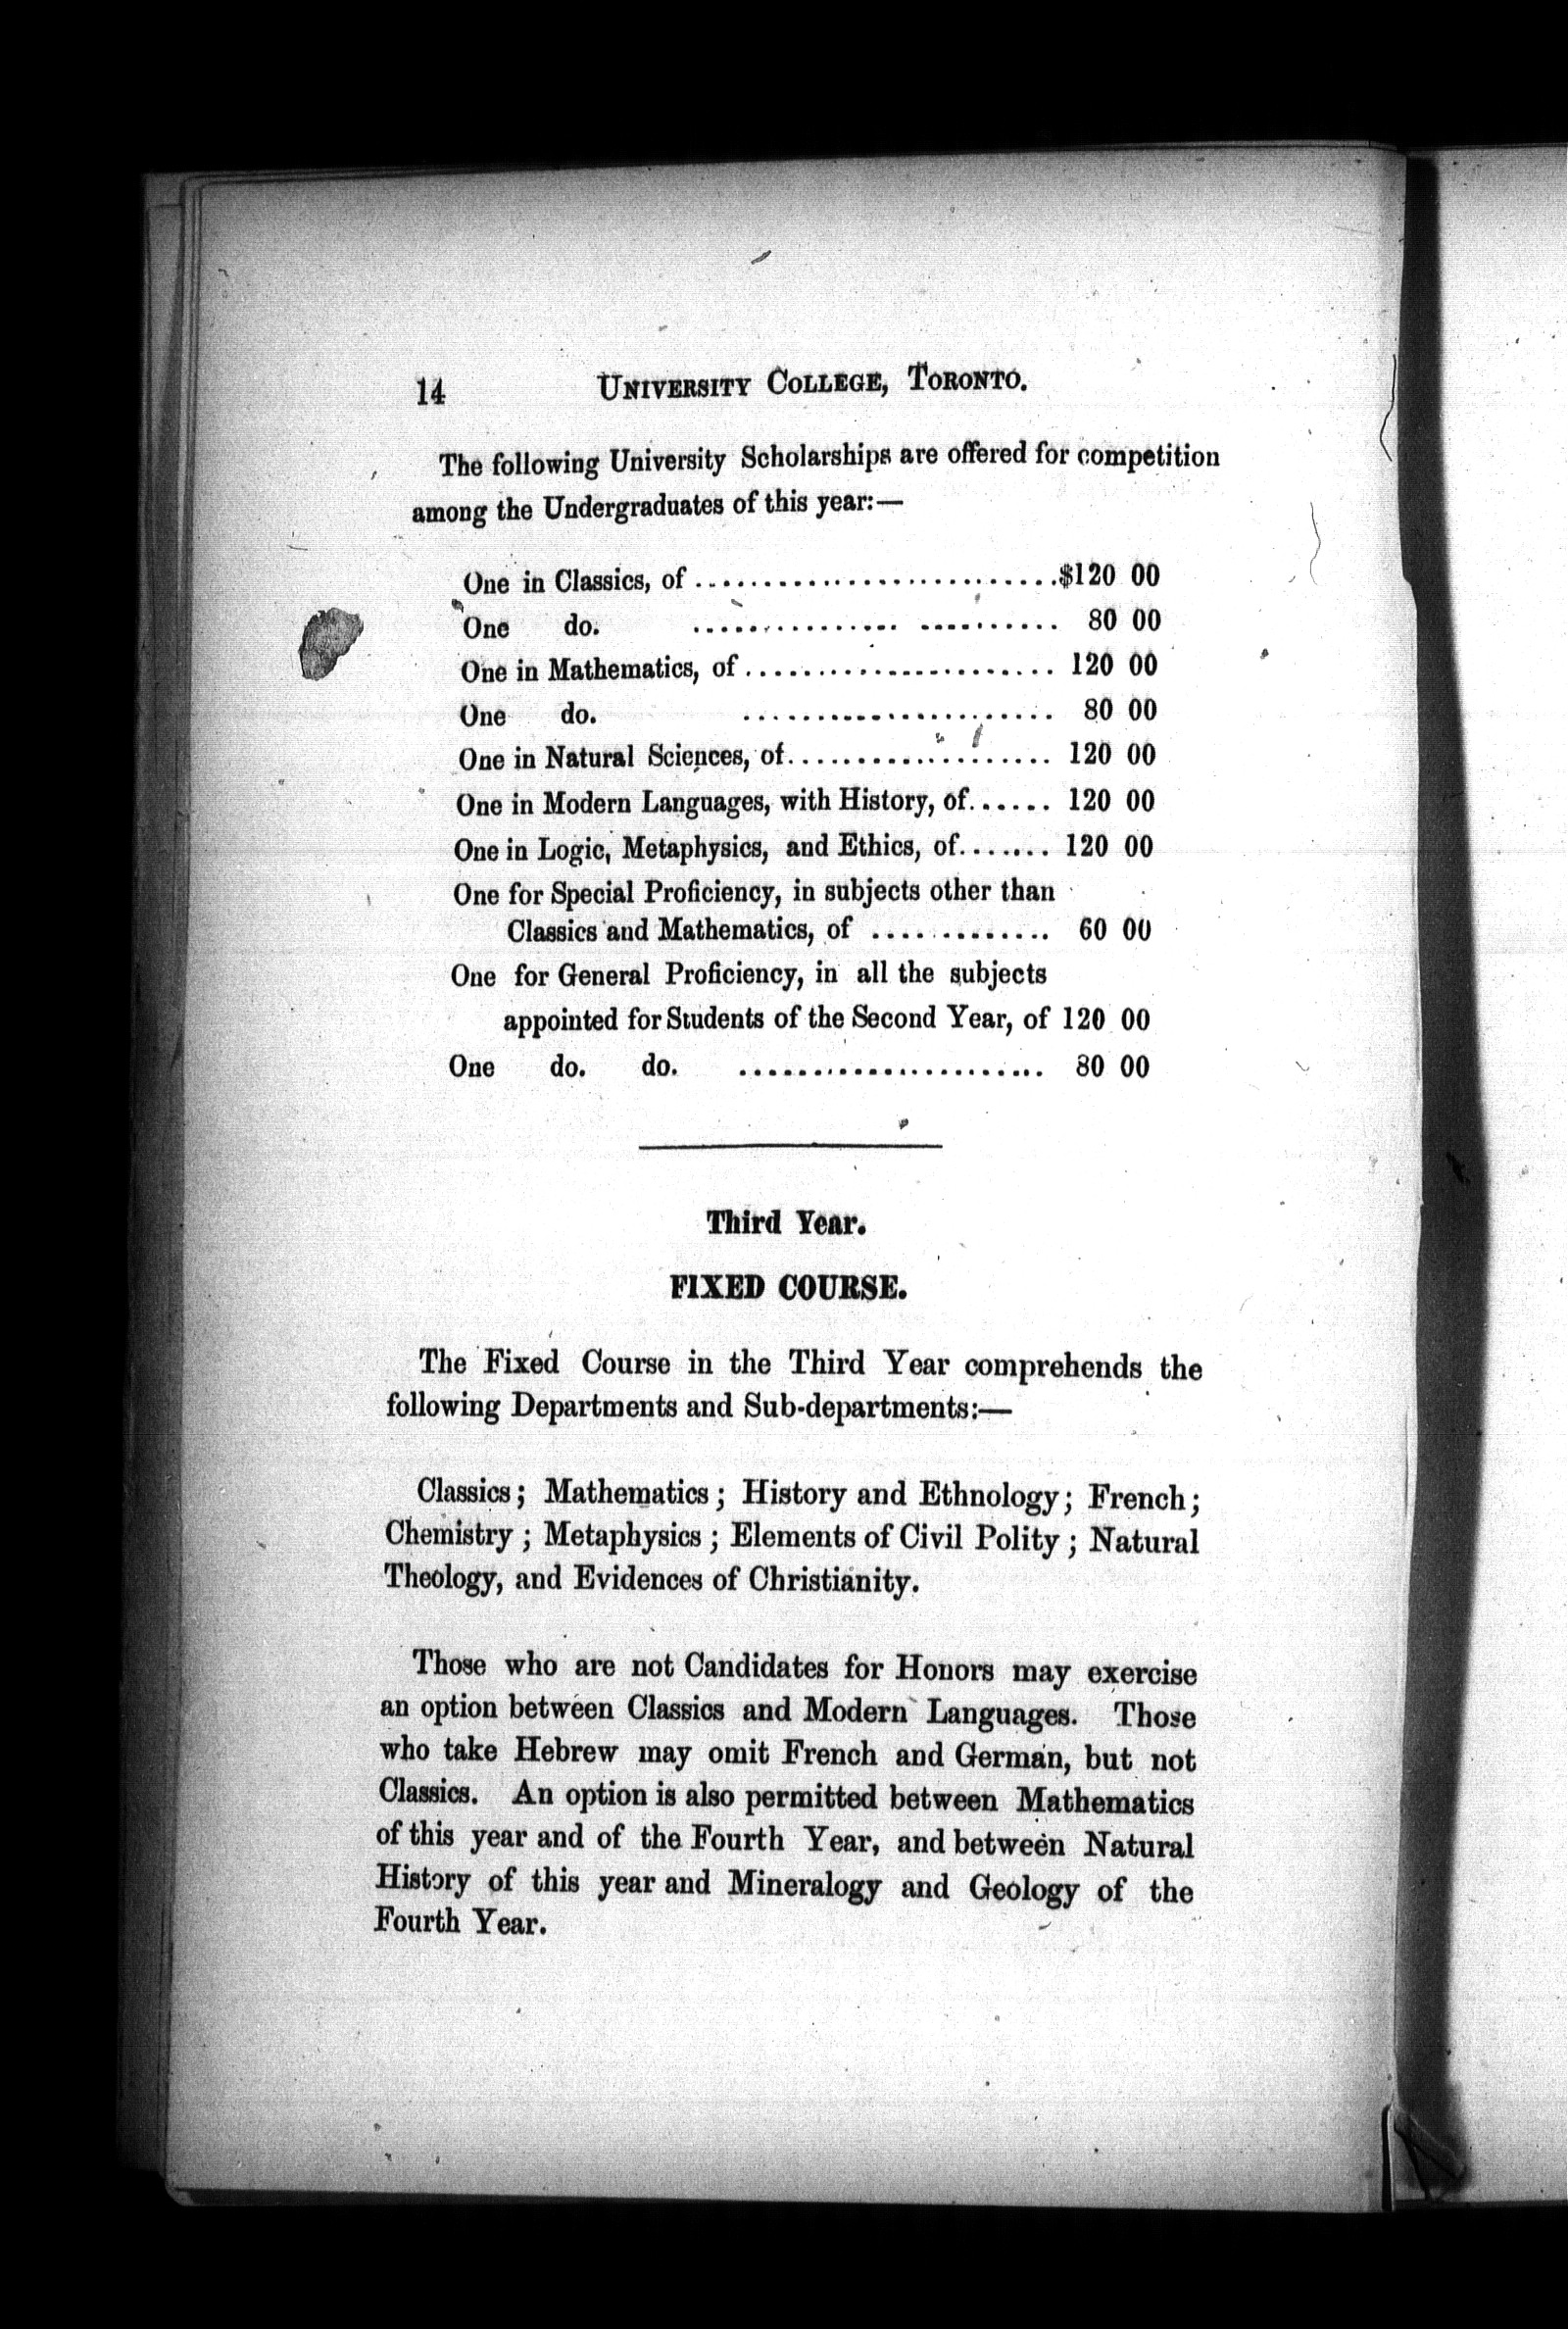 14 UNIVERSITY COLLEGE, TORONTO.
The following University Scholarships are offered for competition
among the Undergraduates of this year:—
One in Classics, of ............................$120 00
One do. ............................ 80 00
One in Mathematics, of ........................ 120 00
One do. ........................ 80 00
One in Natural Sciences, of.................... 120 00
One in Modern Languages, with History, of...... 120 00
One in Logic, Metaphysics, and Ethics, of....... 120 00
One for Special Proficiency, in subjects other than
Classics and Mathematics, of ............. 60 00
One for General Proficiency, in all the subjects
appointed for Students of the Second Year, of 120 00
One do. do. ....................... 80 00
Third Year.
FIXED COURSE.
The Fixed Course in the Third Year comprehends the
following Departments and Sub-departments:—
Classics; Mathematics; History and Ethnology; French;
Chemistry; Metaphysics; Elements of Civil Polity; Natural
Theology, and Evidences of Christianity.
Those who are not Candidates for Honors may exercise
an option between Classics and Modern Languages. Those
who take Hebrew may omit French and German, but not
Classics. An option is also permitted between Mathematics
of this year and of the Fourth Year, and between Natural
History of this year and Mineralogy and Geology of the
Fourth Year.